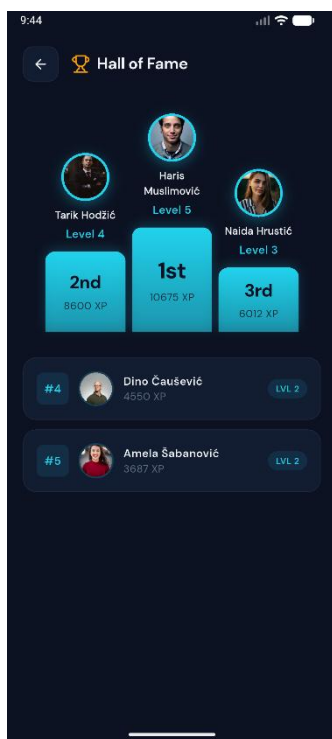 9:44
Hall of Fame
Haris
Muslimović
Level 5
Tarik Hodžić
Level 4
Naida Hrustić
Level 3
1st
10675 XP
2nd
8600 XP
3rd
6012 XP
#4
Dino Čaušević
4550 XP
LVL 2
#5
Amela Šabanović
3687 XP
LVL 2